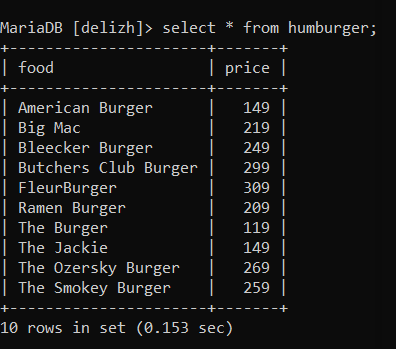 MariaDB [delizh]> select * from humburger;
+----------------------+-------+
| food                 | price |
+----------------------+-------+
| American Burger      |   149 |
| Big Mac              |   219 |
| Bleecker Burger      |   249 |
| Butchers Club Burger |   299 |
| FleurBurger          |   309 |
| Ramen Burger         |   209 |
| The Burger           |   119 |
| The Jackie           |   149 |
| The Ozersky Burger   |   269 |
| The Smokey Burger    |   259 |
+----------------------+-------+
10 rows in set (0.153 sec)